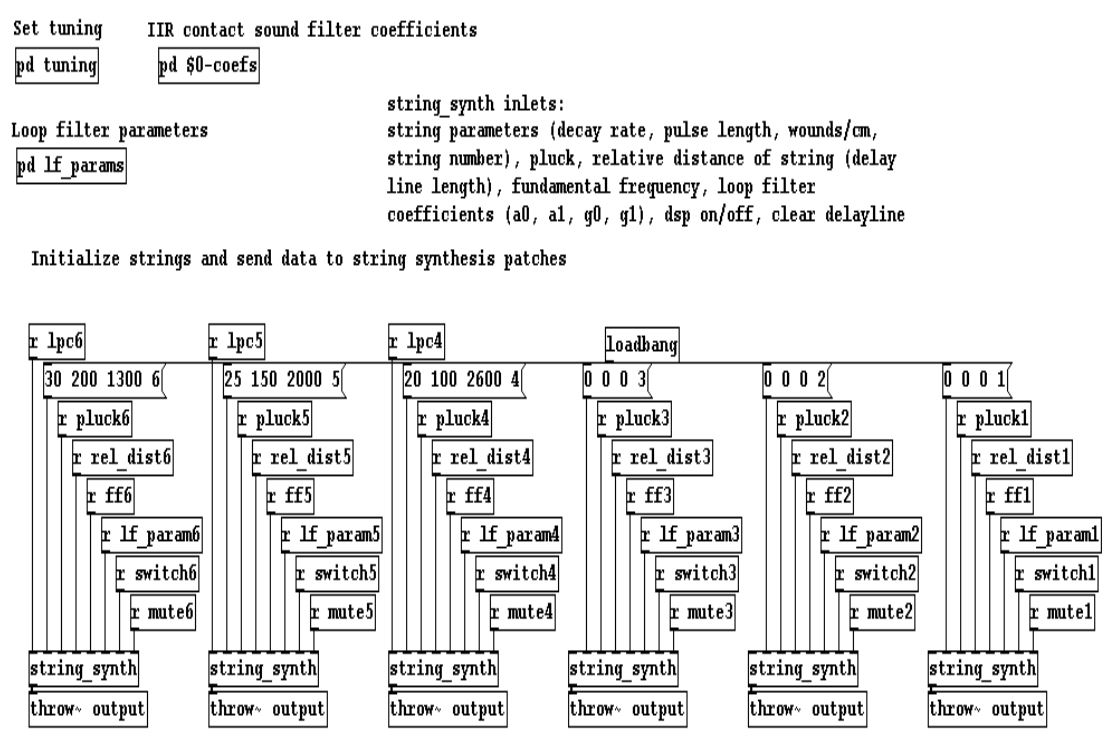 Set tuning
IIR contact sound filter coefficients
pd tuning
pd $0-coefs
string_synth inlets:
string parameters (decay rate, pulse length, wounds/cm,
string number), pluck, relative distance of string (delay
line length), fundamental frequency, loop filter
coefficients (a0, a1, g0, g1), dsp on/off, clear delayline
Loop filter parameters
pd lf_params
Initialize strings and send data to string synthesis patches
r lpc6
r lpc5
r lpc4
loadbang
30 200 1300 6
25 150 2000 5
20 100 2600 4
0 0 0 3
0 0 0 2
0 0 0 1
r pluck6
r pluck5
r pluck4
r pluck3
r pluck2
r pluck1
r rel_dist6
r rel_dist5
r rel_dist4
r rel_dist3
r rel_dist2
r rel_dist1
r ff6
r ff5
r ff4
r ff3
r ff2
r ff1
r lf_param6
r lf_param5
r lf_param4
r lf_param3
r lf_param2
r lf_param1
r switch6
r switch5
r switch4
r switch3
r switch2
r switch1
r mute6
r mute5
r mute4
r mute3
r mute2
r mute1
string_synth
string_synth
string_synth
string_synth
string_synth
string_synth
throw~ output
throw~ output
throw~ output
throw~ output
throw~ output
throw~ output